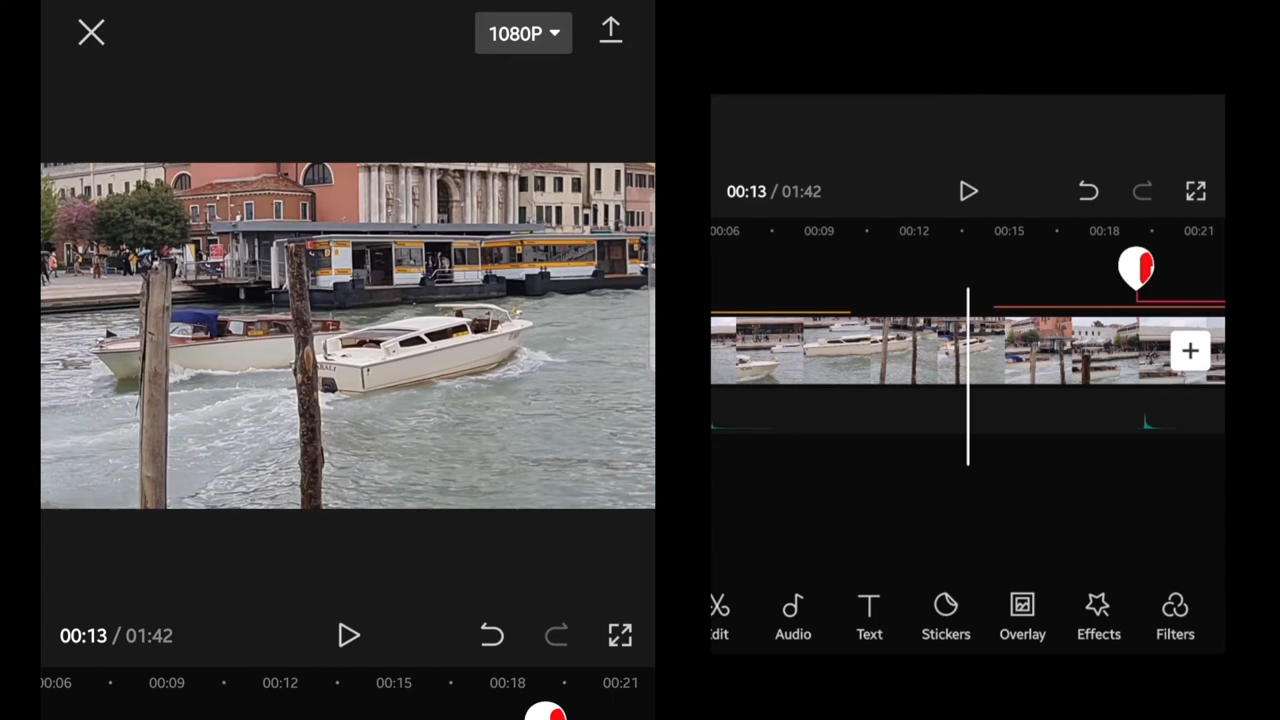 1080P
00:13 / 01:42
00:06 00:09 00:12 00:15 00:18 00:21
00:13 / 01:42
00:06 00:09 00:12 00:15 00:18 00:21
Edit Audio Text Stickers Overlay Effects Filters